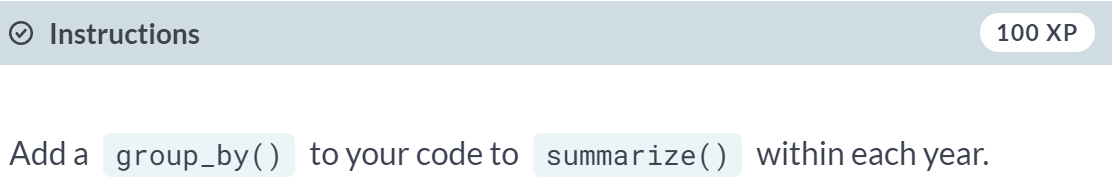 Instructions 100 XP
Add a group_by() to your code to summarize() within each year.